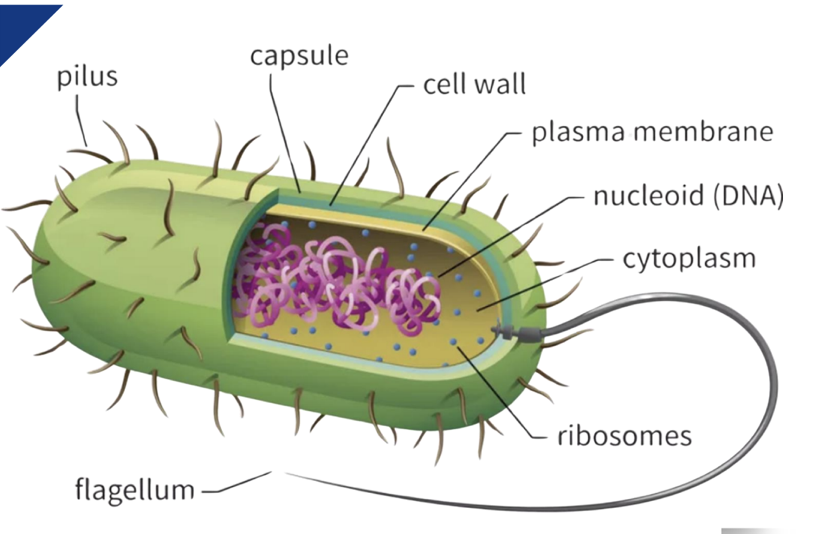 capsule
pilus
cell wall
plasma membrane
nucleoid (DNA)
cytoplasm
ribosomes
flagellum